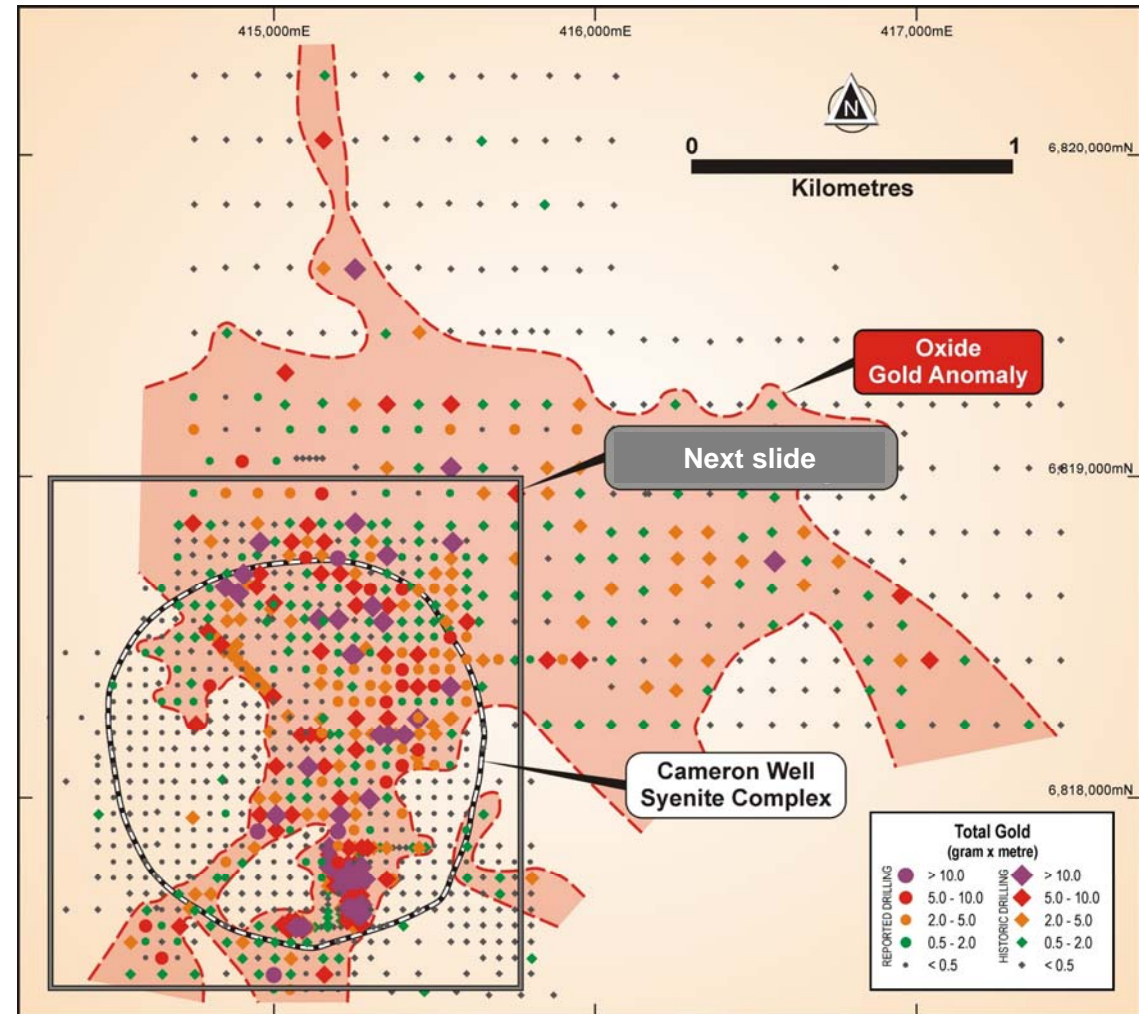 415,000mE
416,000mE
417,000mE
N
0 1
Kilometres
6,820,000mN
Oxide
Gold Anomaly
Next slide
6,819,000mN
Cameron Well
Syenite Complex
6,818,000mN
Total Gold
(gram x metre)
REPORTED DRILLING
> 10.0
5.0 - 10.0
2.0 - 5.0
0.5 - 2.0
< 0.5
HISTORIC DRILLING
> 10.0
5.0 - 10.0
2.0 - 5.0
0.5 - 2.0
< 0.5